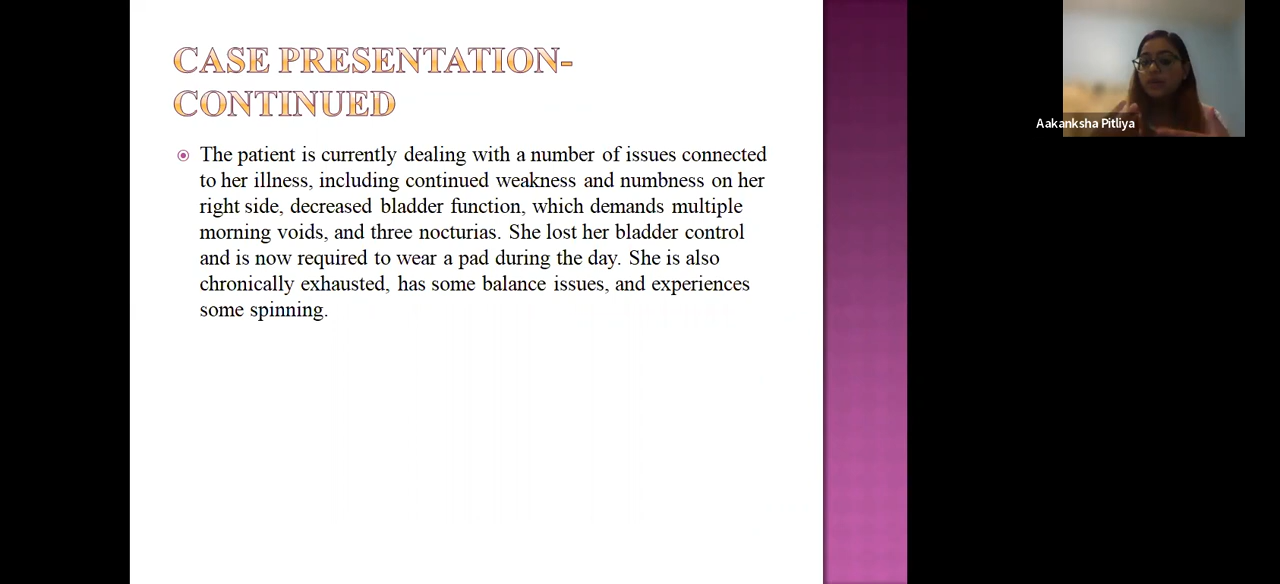 CASE PRESENTATION-
CONTINUED
The patient is currently dealing with a number of issues connected
to her illness, including continued weakness and numbness on her
right side, decreased bladder function, which demands multiple
morning voids, and three nocturias. She lost her bladder control
and is now required to wear a pad during the day. She is also
chronically exhausted, has some balance issues, and experiences
some spinning.
Aakanksha Pitliya